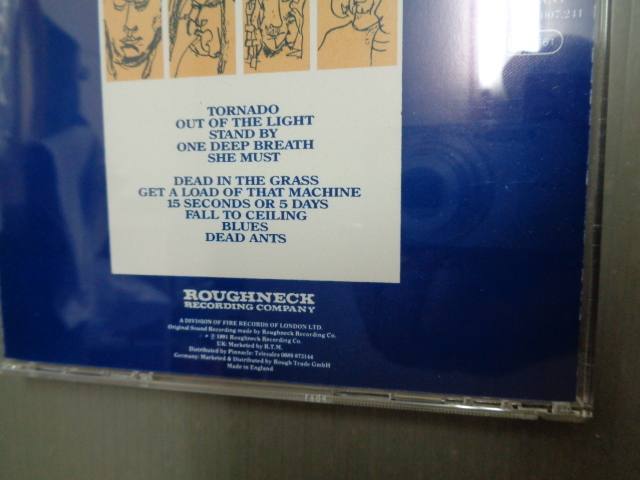 TORNADO
OUT OF THE LIGHT
STAND BY
ONE DEEP BREATH
SHE MUST
DEAD IN THE GRASS
GET A LOAD OF THAT MACHINE
15 SECONDS OR 5 DAYS
FALL TO CEILING
BLUES
DEAD ANTS
ROUGHNECK
RECORDING COMPANY
A DIVISION OF FIRE RECORDS OF LONDON LTD.
Original Sound Recording made by Roughneck Recording Co.
℗ 1991 Roughneck Recording Co.
UK: Marketed by R.T.M.
Distributed by Pinnacle: Telesales 0689 873144
Germany: Marketed & Distributed by Rough Trade GmbH
Made in England